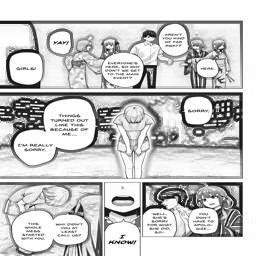 AREN'T
YOU KIND
OF FAR
AWAY?
HERE...
EVERYONE'S
HERE, SO WHY
DON'T WE GET
TO THE MAIN
EVENT?
YAY!
GIRLS!
SORRY.
THINGS
TURNED OUT
LIKE THIS
BECAUSE OF
ME...
I'M REALLY
SORRY.
YOU
DON'T HAVE
TO APOLO-
GIZE...
WELL,
SHE'S
SORRY FOR
WHAT SHE
DID, SO...
I
KNOW!
WHY DIDN'T
YOU AT
LEAST
CALL US?
THIS
WHOLE MESS
STARTED
WITH YOU.